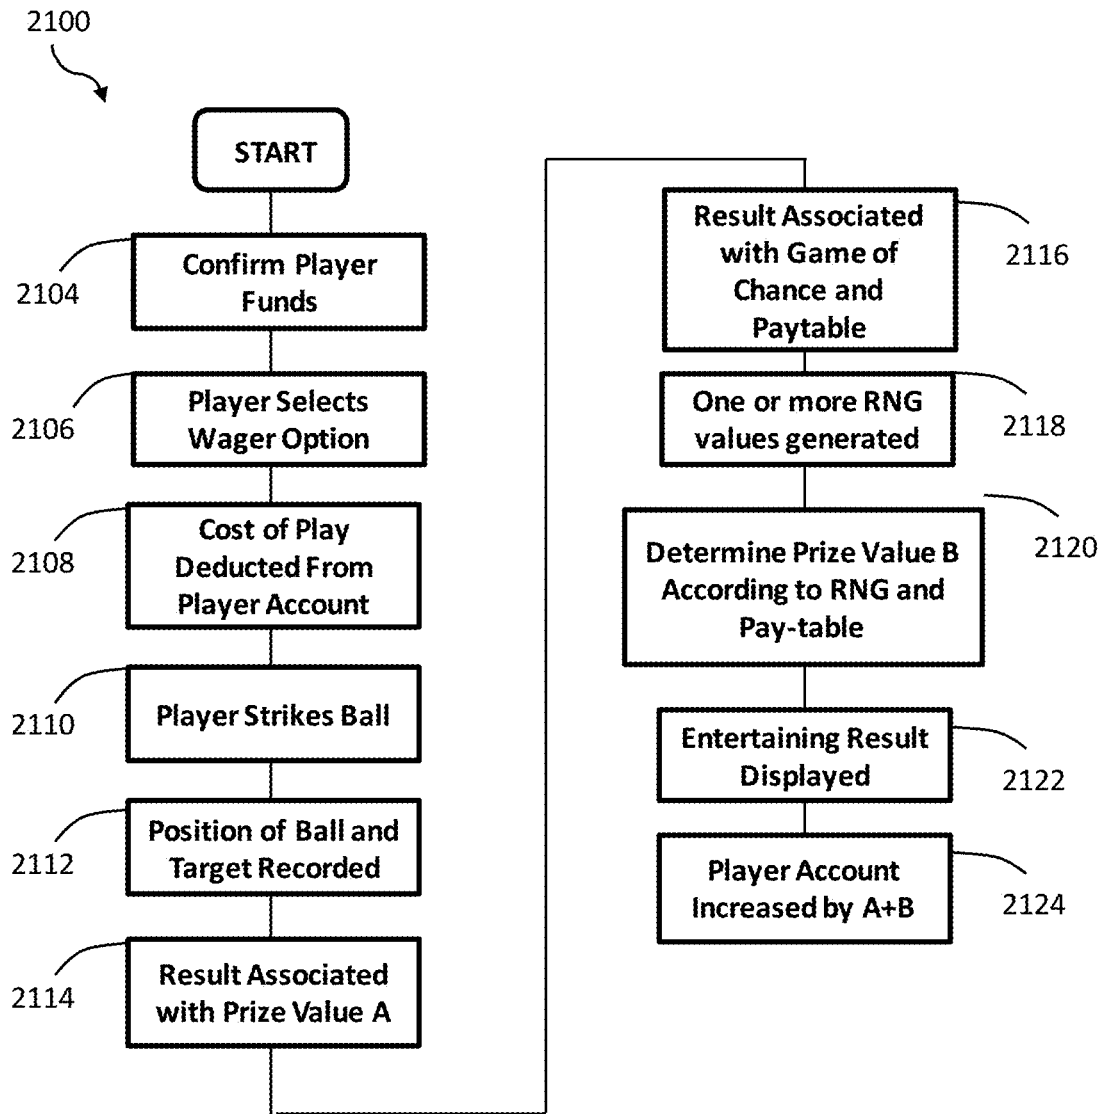 2100
START
2104
Confirm Player
Funds
2106
Player Selects
Wager Option
2108
Cost of Play
Deducted From
Player Account
2110
Player Strikes Ball
2112
Position of Ball and
Target Recorded
2114
Result Associated
with Prize Value A
Result Associated
with Game of
Chance and
Paytable
2116
One or more RNG
values generated
2118
Determine Prize Value B
According to RNG and
Pay-table
2120
Entertaining Result
Displayed
2122
Player Account
Increased by A+B
2124